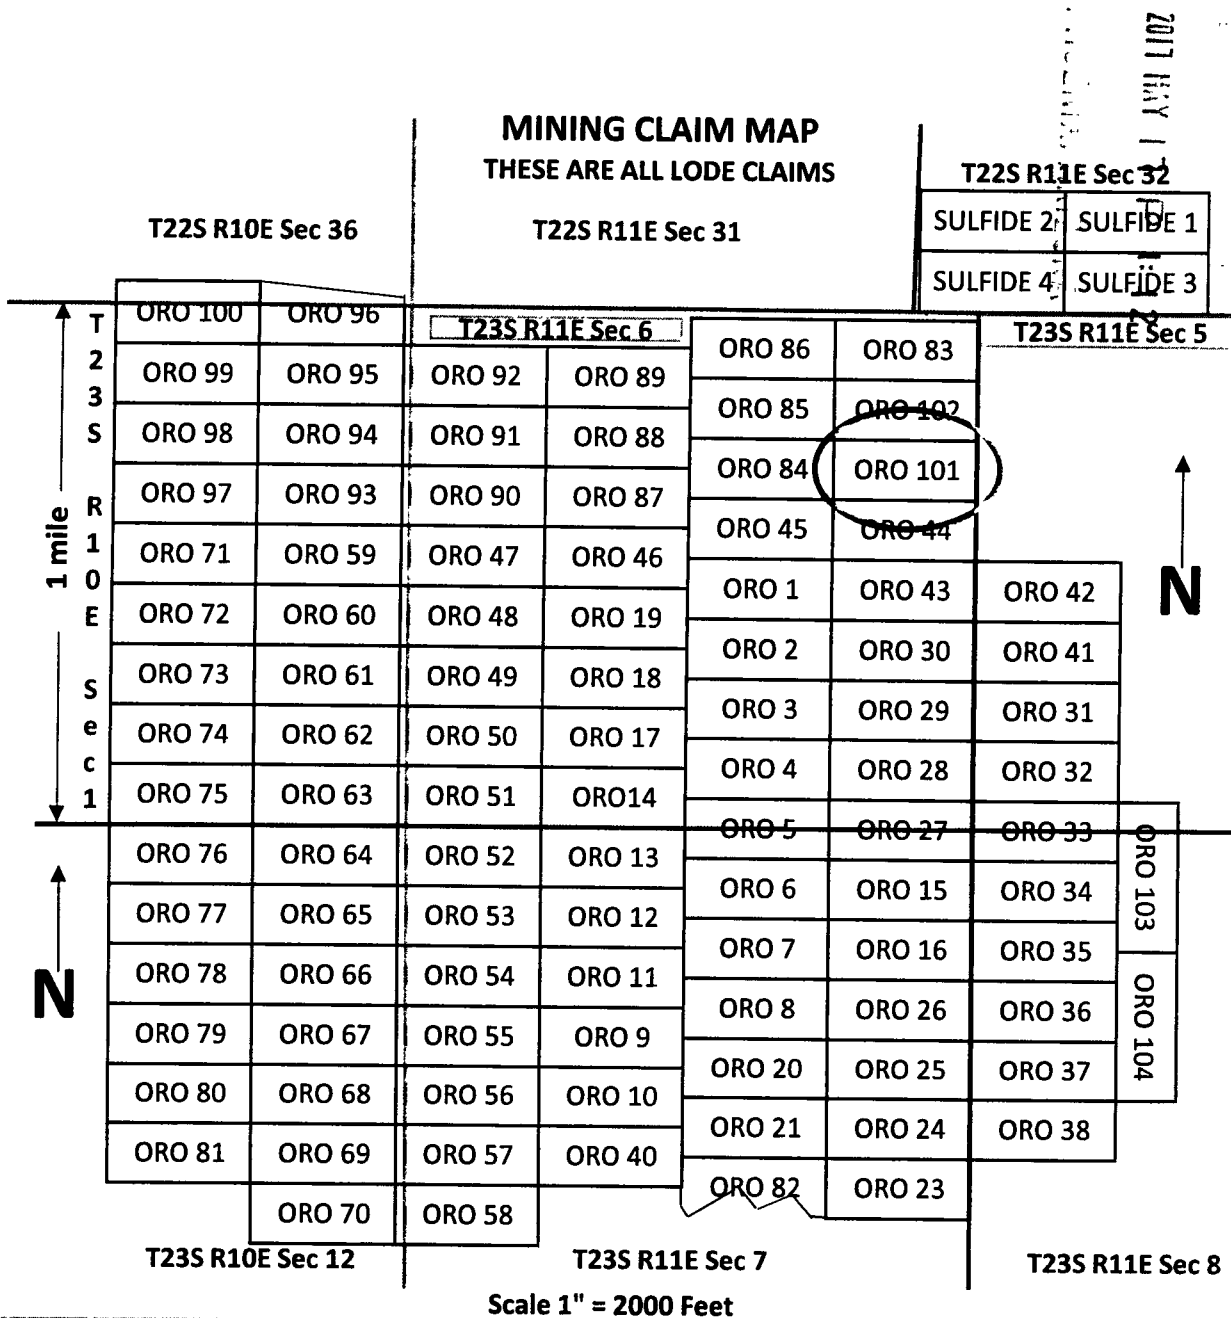 2017 MAY 17 P 1:12
MINING CLAIM MAP
THESE ARE ALL LODE CLAIMS
T22S R11E Sec 32
T22S R10E Sec 36
T22S R11E Sec 31
SULFIDE 2 SULFIDE 1
SULFIDE 4 SULFIDE 3
T23S R10E Sec1
1 mile
T23S R11E Sec 6
T23S R11E Sec 5
ORO 100 ORO 96
ORO 86 ORO 83
ORO 99 ORO 95 ORO 92 ORO 89
ORO 85 ORO 102
ORO 98 ORO 94 ORO 91 ORO 88
ORO 84 ORO 101
ORO 97 ORO 93 ORO 90 ORO 87
ORO 45 ORO 44
ORO 71 ORO 59 ORO 47 ORO 46
ORO 1 ORO 43 ORO 42
N
ORO 72 ORO 60 ORO 48 ORO 19
ORO 2 ORO 30 ORO 41
ORO 73 ORO 61 ORO 49 ORO 18
ORO 3 ORO 29 ORO 31
ORO 74 ORO 62 ORO 50 ORO 17
ORO 4 ORO 28 ORO 32
ORO 75 ORO 63 ORO 51 ORO14
ORO 5 ORO 27 ORO 33
ORO 103
ORO 76 ORO 64 ORO 52 ORO 13
ORO 6 ORO 15 ORO 34
ORO 77 ORO 65 ORO 53 ORO 12
ORO 7 ORO 16 ORO 35
ORO 78 ORO 66 ORO 54 ORO 11
N
ORO 8 ORO 26 ORO 36
ORO 104
ORO 79 ORO 67 ORO 55 ORO 9
ORO 20 ORO 25 ORO 37
ORO 80 ORO 68 ORO 56 ORO 10
ORO 21 ORO 24 ORO 38
ORO 81 ORO 69 ORO 57 ORO 40
ORO 82 ORO 23
ORO 70 ORO 58
T23S R10E Sec 12
T23S R11E Sec 7
T23S R11E Sec 8
Scale 1" = 2000 Feet